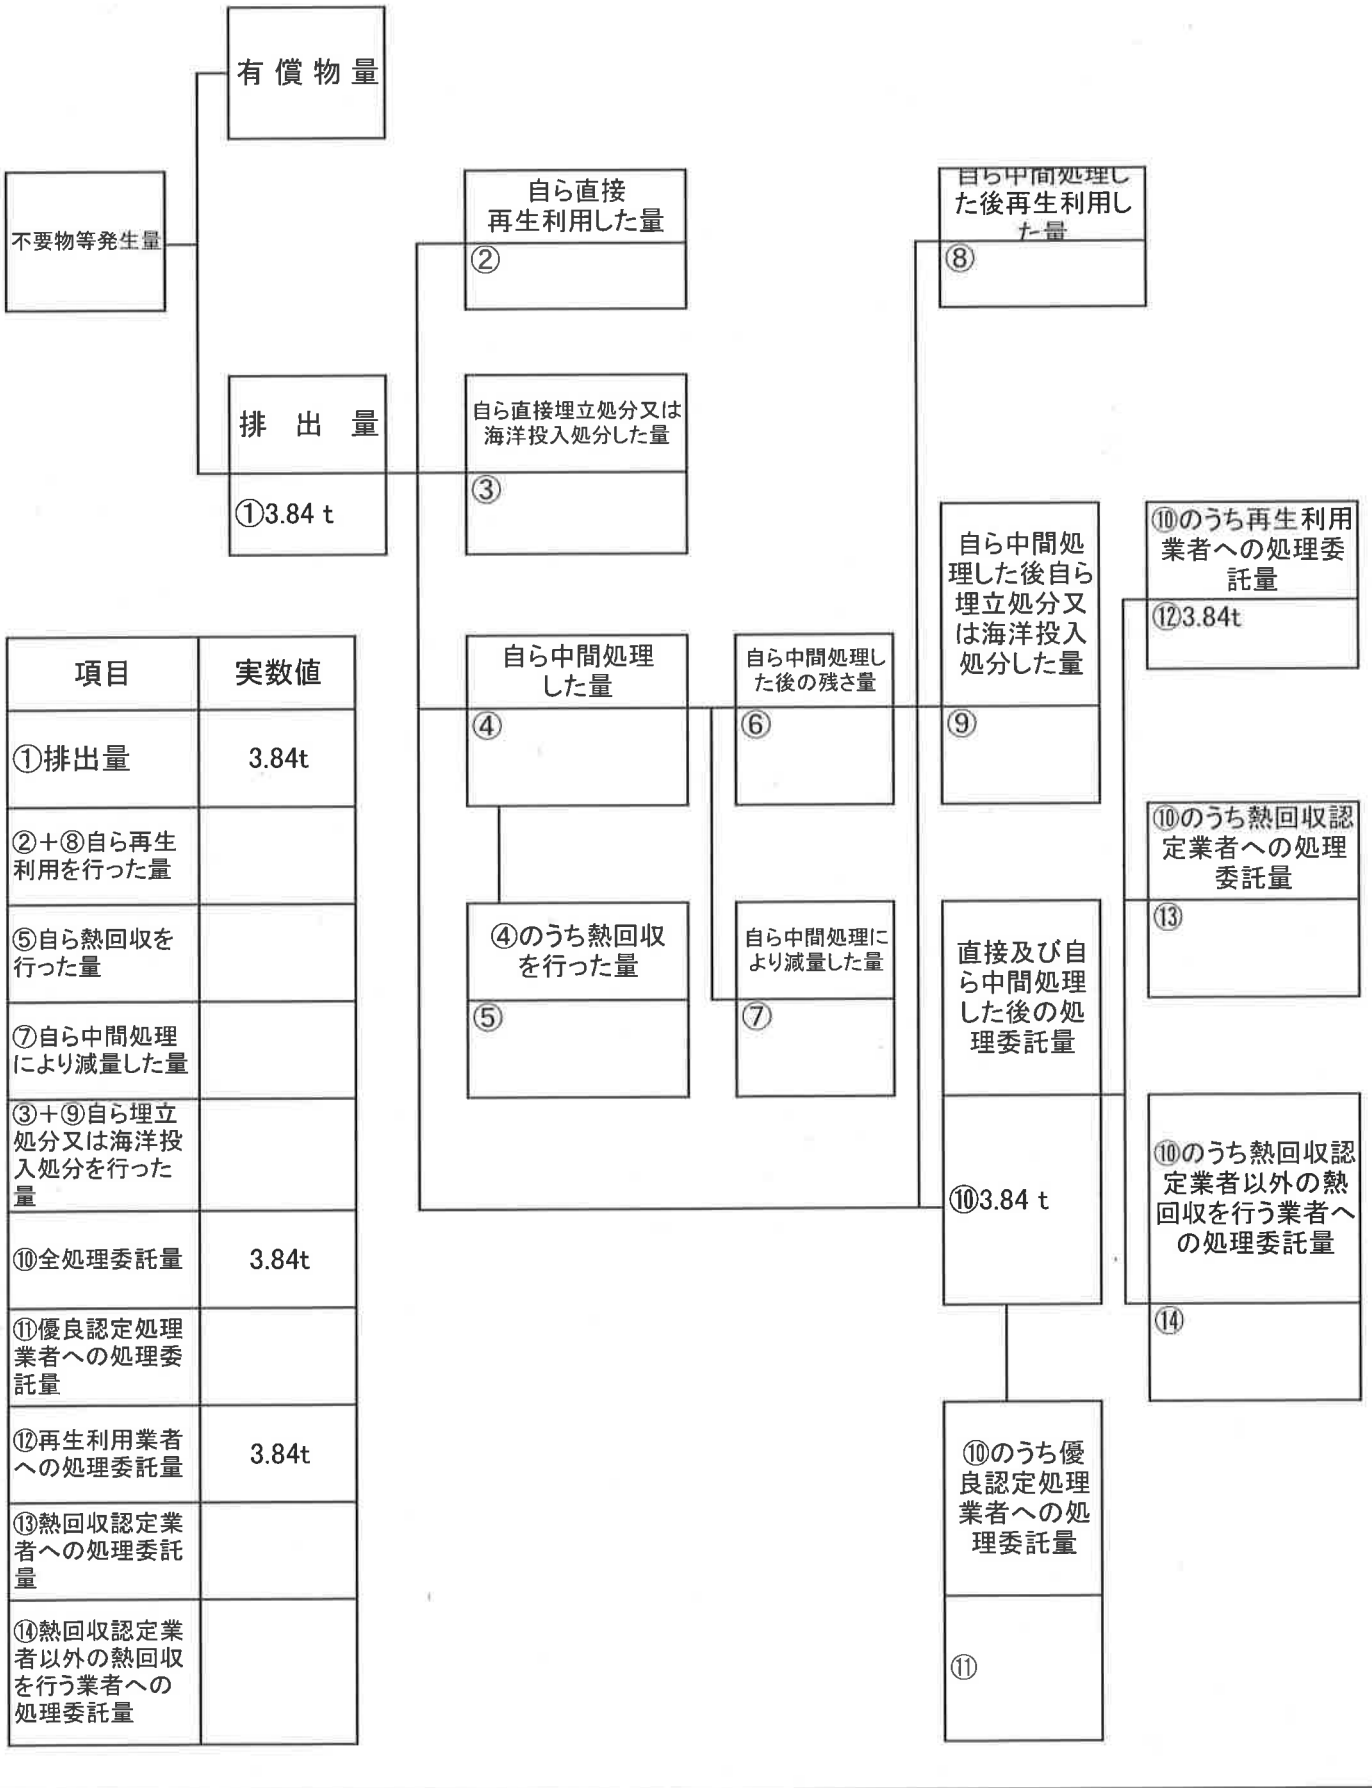 有償物量
不要物等発生量
自ら直接
再生利用した量
②
自ら中間処理し
た後再生利用し
た量
⑧
排出量
①3.84 t
自ら直接埋立処分又は
海洋投入処分した量
③
自ら中間処理
した量
④
自ら中間処理し
た後の残さ量
⑥
自ら中間処
理した後自ら
埋立処分又
は海洋投入
処分した量
⑨
⑩のうち再生利用
業者への処理委
託量
⑫3.84t
④のうち熱回収
を行った量
⑤
自ら中間処理に
より減量した量
⑦
直接及び自
ら中間処理
した後の処
理委託量
⑩3.84 t
⑩のうち熱回収認
定業者への処理
委託量
⑬
⑩のうち熱回収認
定業者以外の熱
回収を行う業者へ
の処理委託量
⑭
⑩のうち優
良認定処理
業者への処
理委託量
⑪
項目 実数値
①排出量 3.84t
②＋⑧自ら再生
利用を行った量
⑤自ら熱回収を
行った量
⑦自ら中間処理
により減量した量
③＋⑨自ら埋立
処分又は海洋投
入処分を行った
量
⑩全処理委託量 3.84t
⑪優良認定処理
業者への処理委
託量
⑫再生利用業者
への処理委託量 3.84t
⑬熱回収認定業
者への処理委託
量
⑭熱回収認定業
者以外の熱回収
を行う業者への
処理委託量